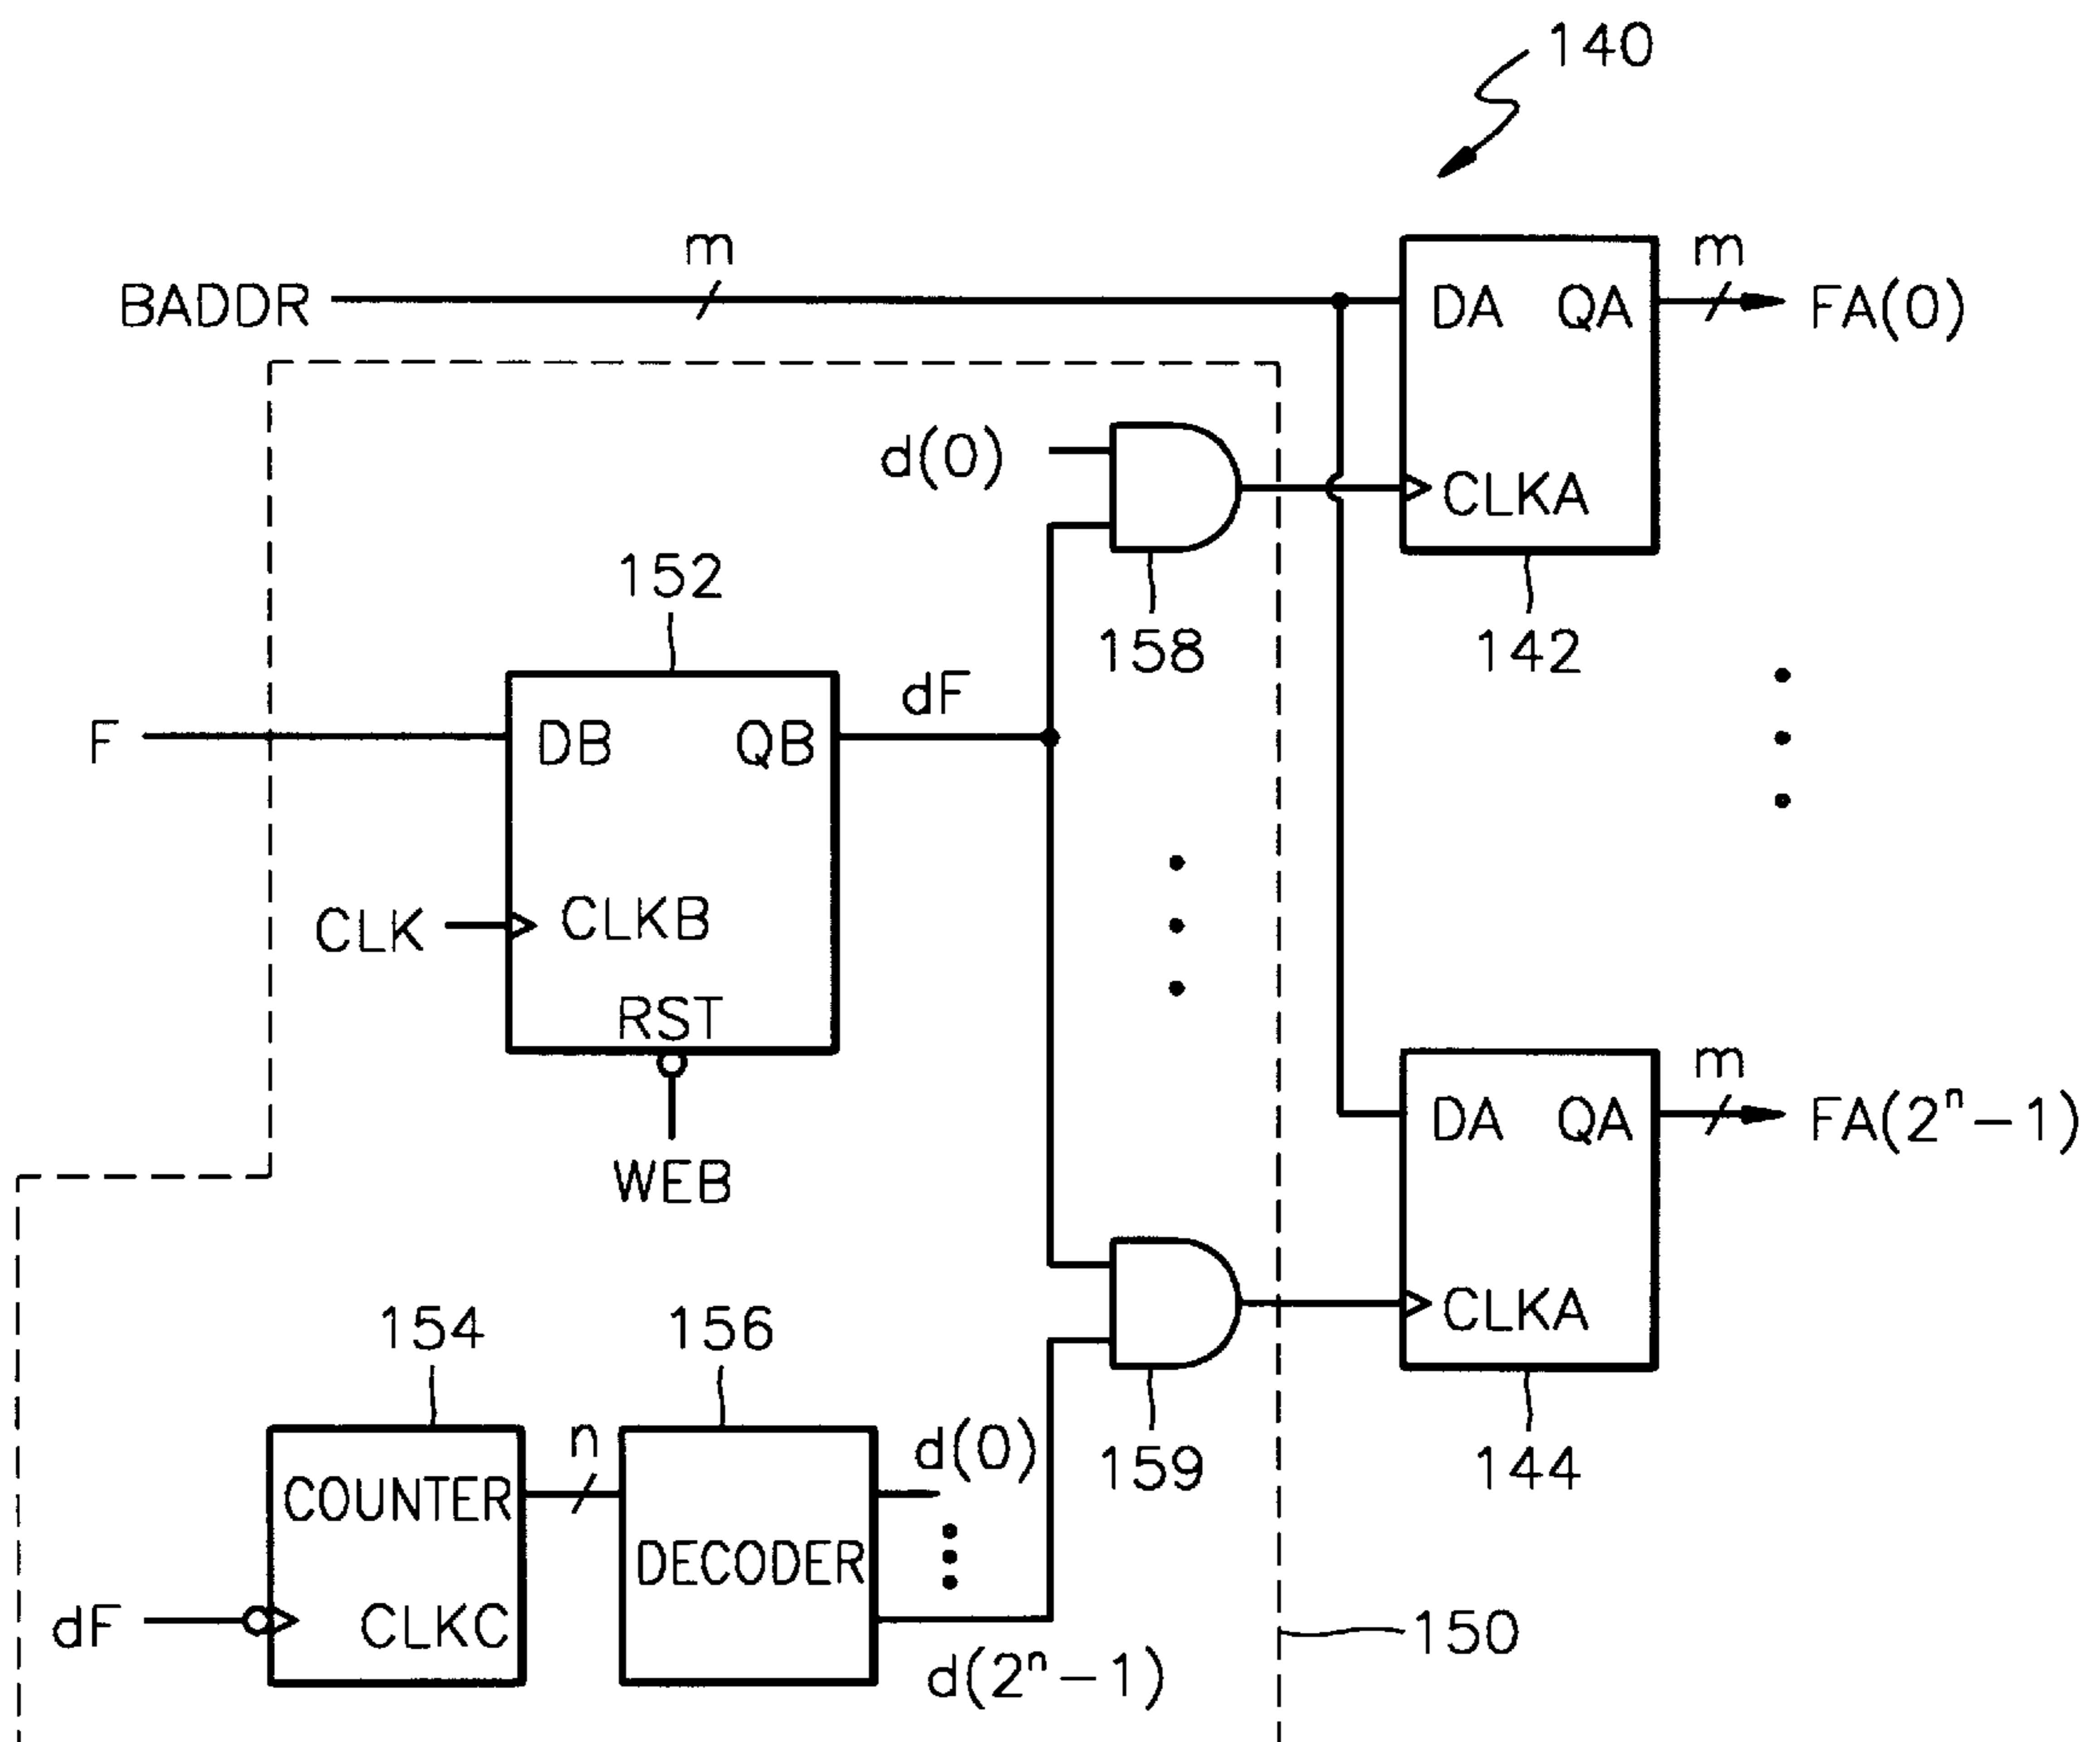 140
m
m
BADDR
DA
QA
FA(0)
d(0)
CLKA
152
158
142
dF
F
DB
QB
CLK
CLKB
RST
m
DA
QA
FA(2ⁿ-1)
WEB
154
156
CLKA
n
d(0)
159
144
COUNTER
DECODER
dF
CLKC
150
d(2ⁿ-1)